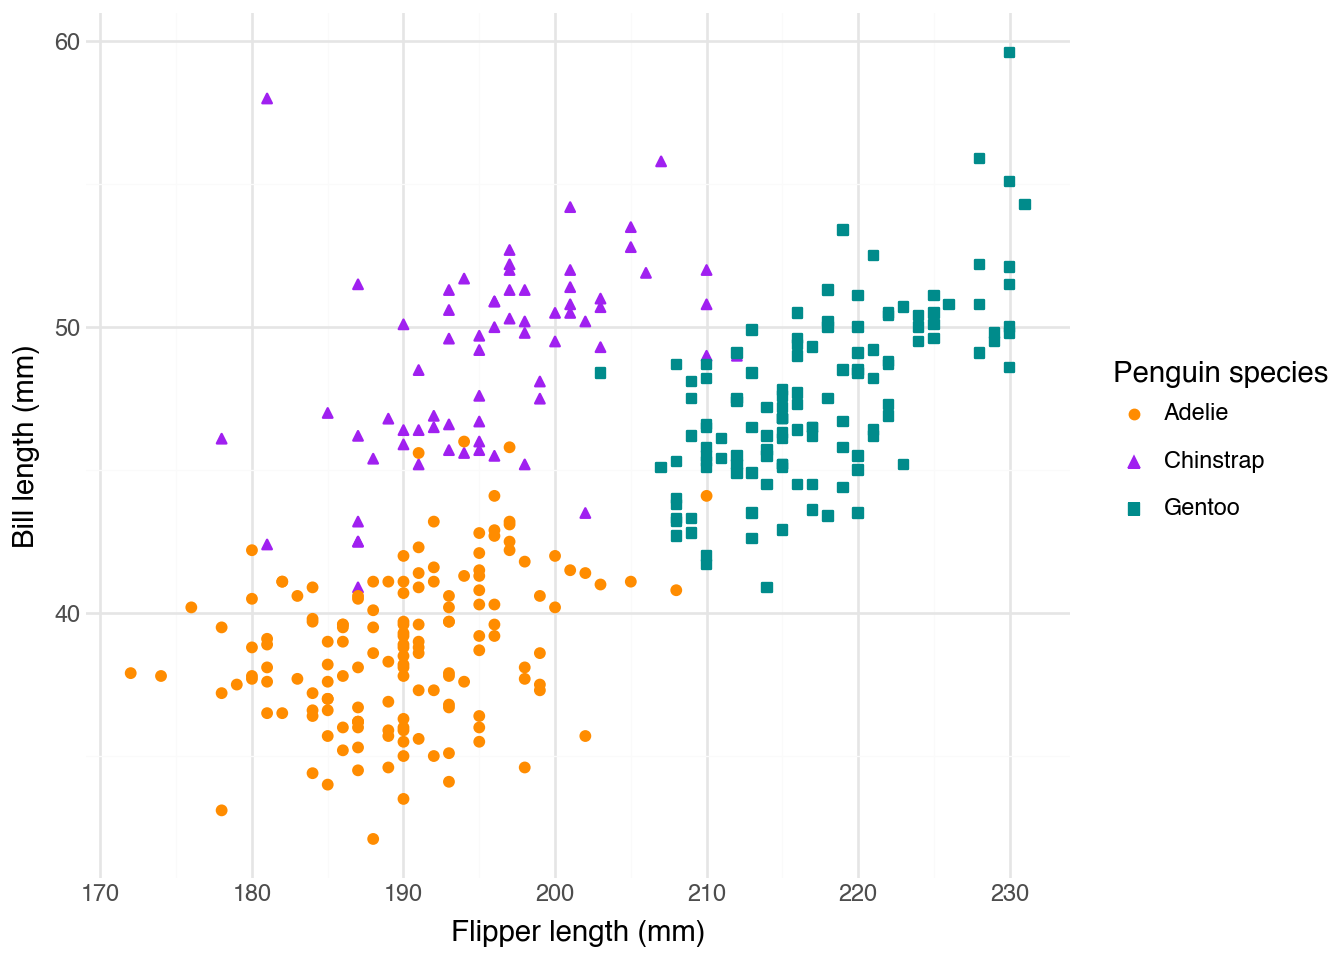 60
50
40
Bill length (mm)
170 180 190 200 210 220 230
Flipper length (mm)
Penguin species
Adelie
Chinstrap
Gentoo